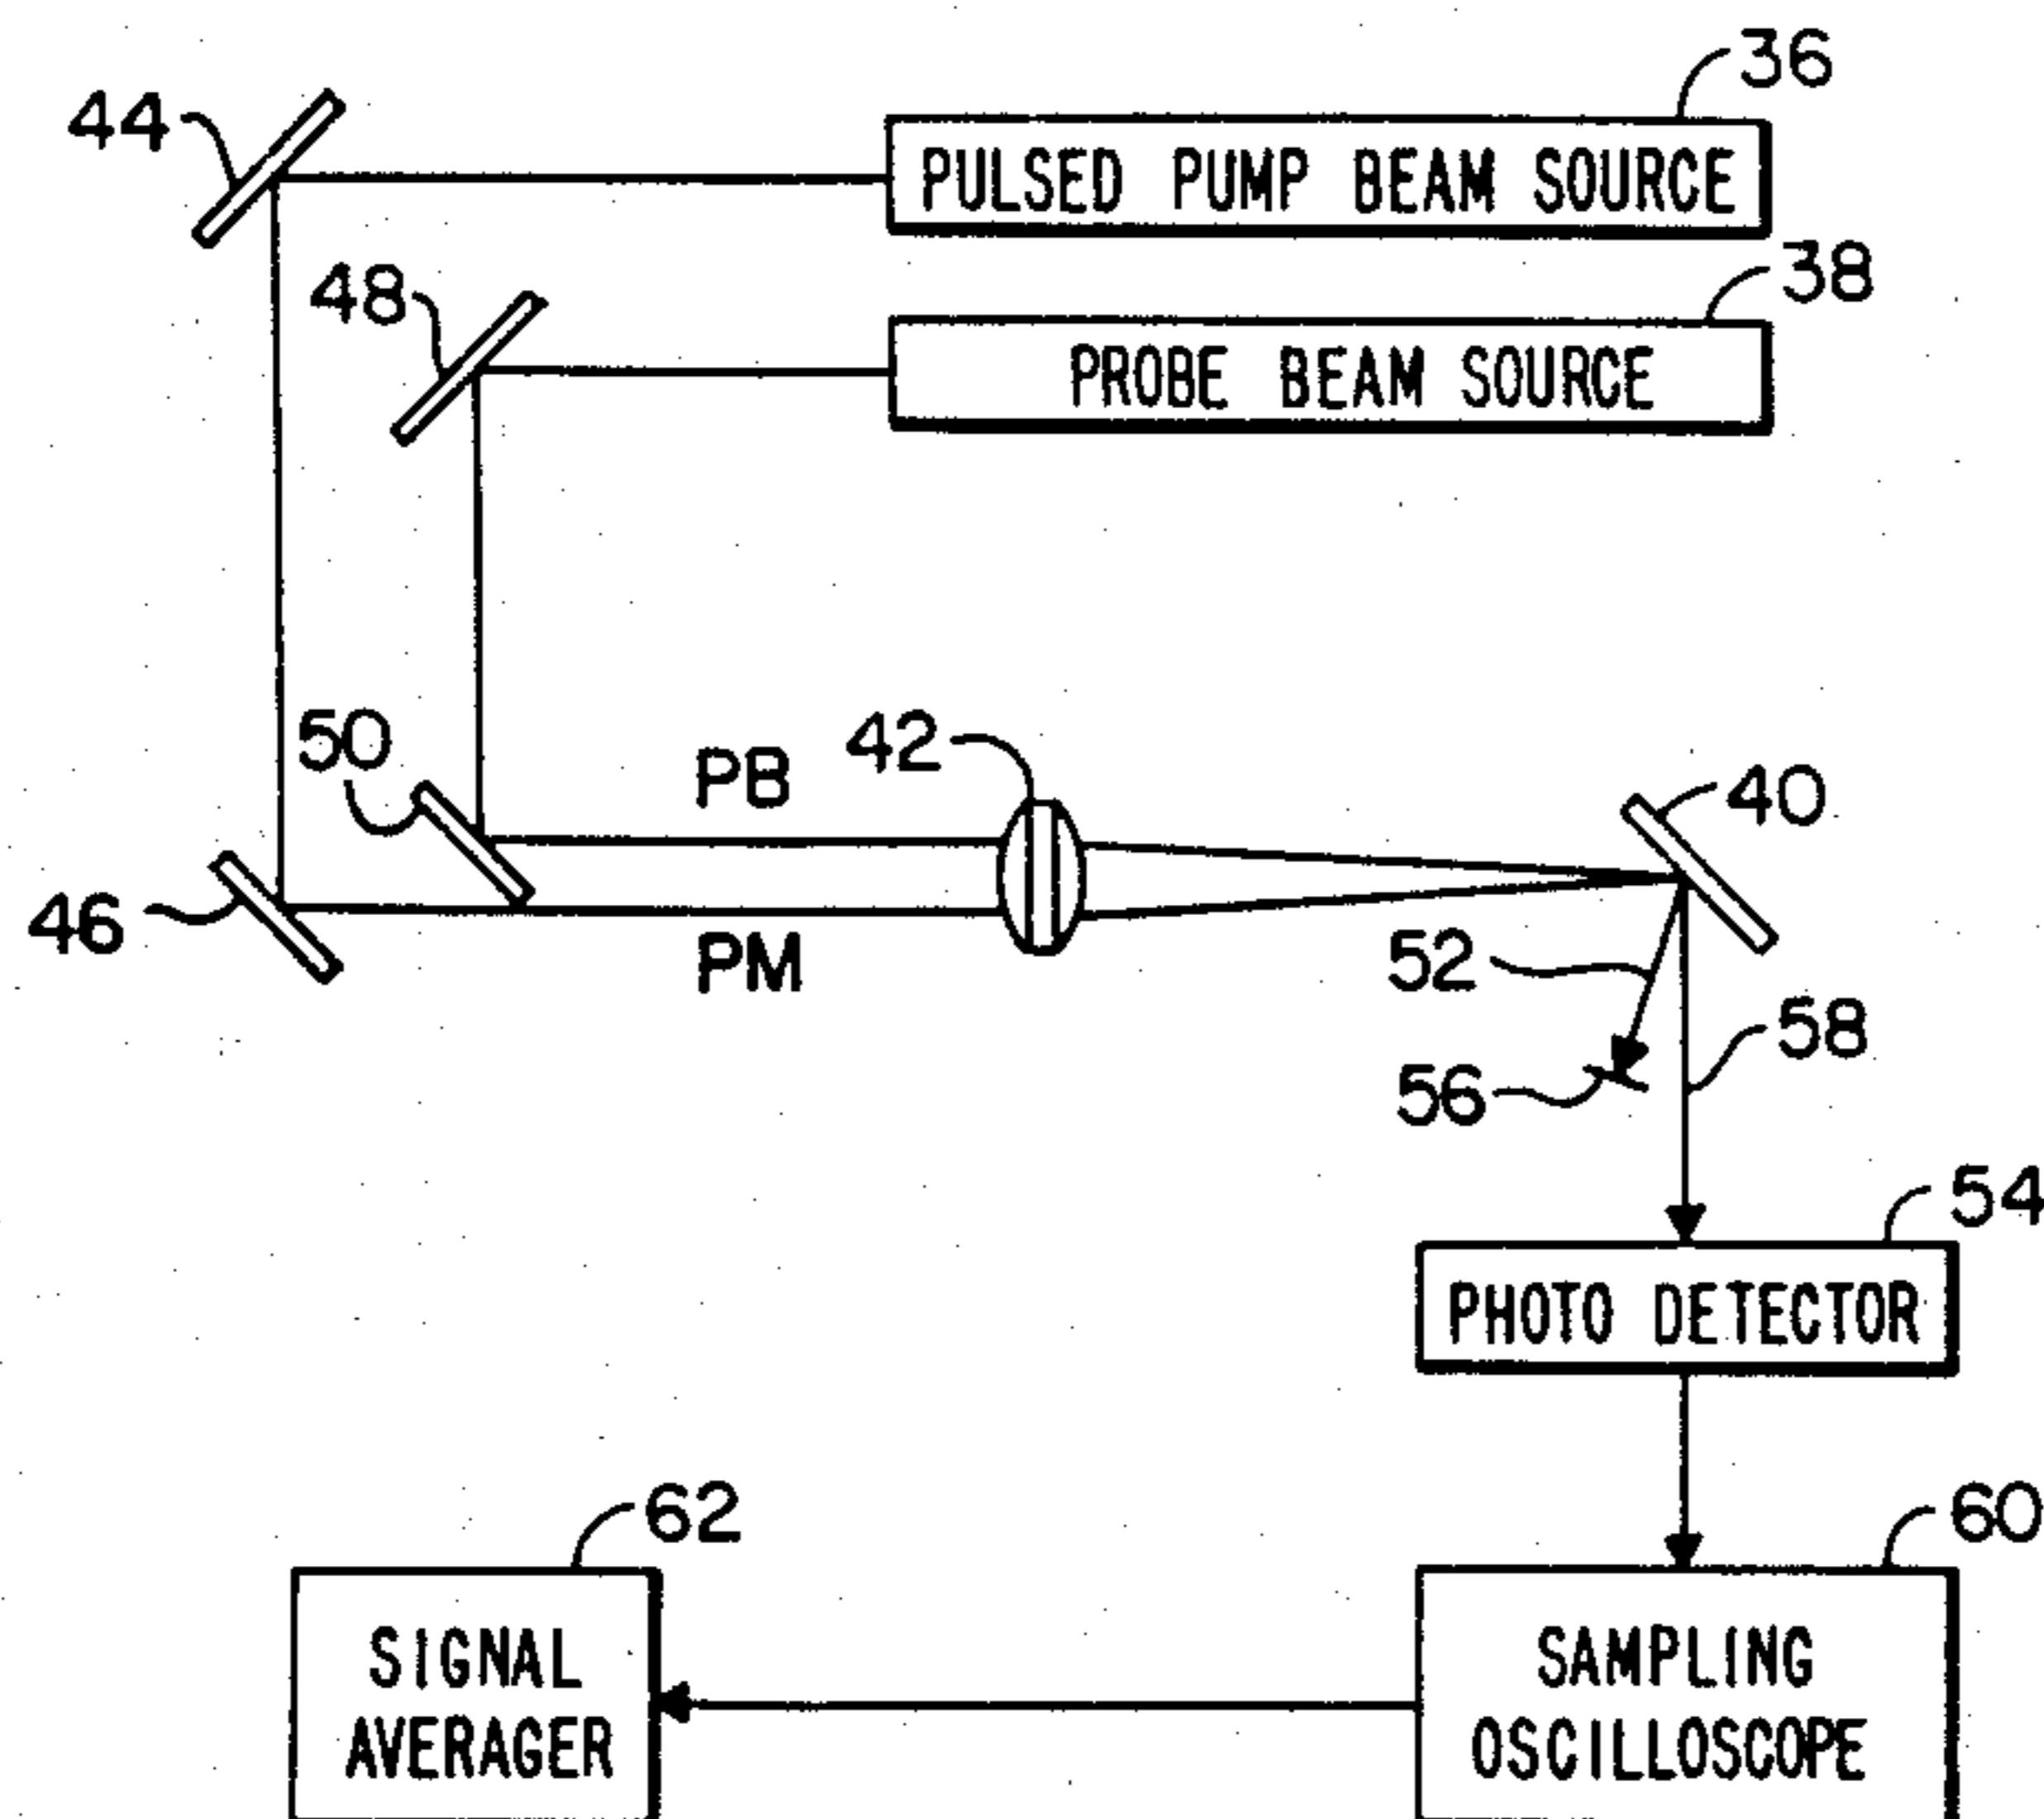 36
44
PULSED PUMP BEAM SOURCE
38
48
PROBE BEAM SOURCE
50
PB
42
40
46
PM
52
58
56
54
PHOTO DETECTOR
62
60
SIGNAL
AVERAGER
SAMPLING
OSCILLOSCOPE